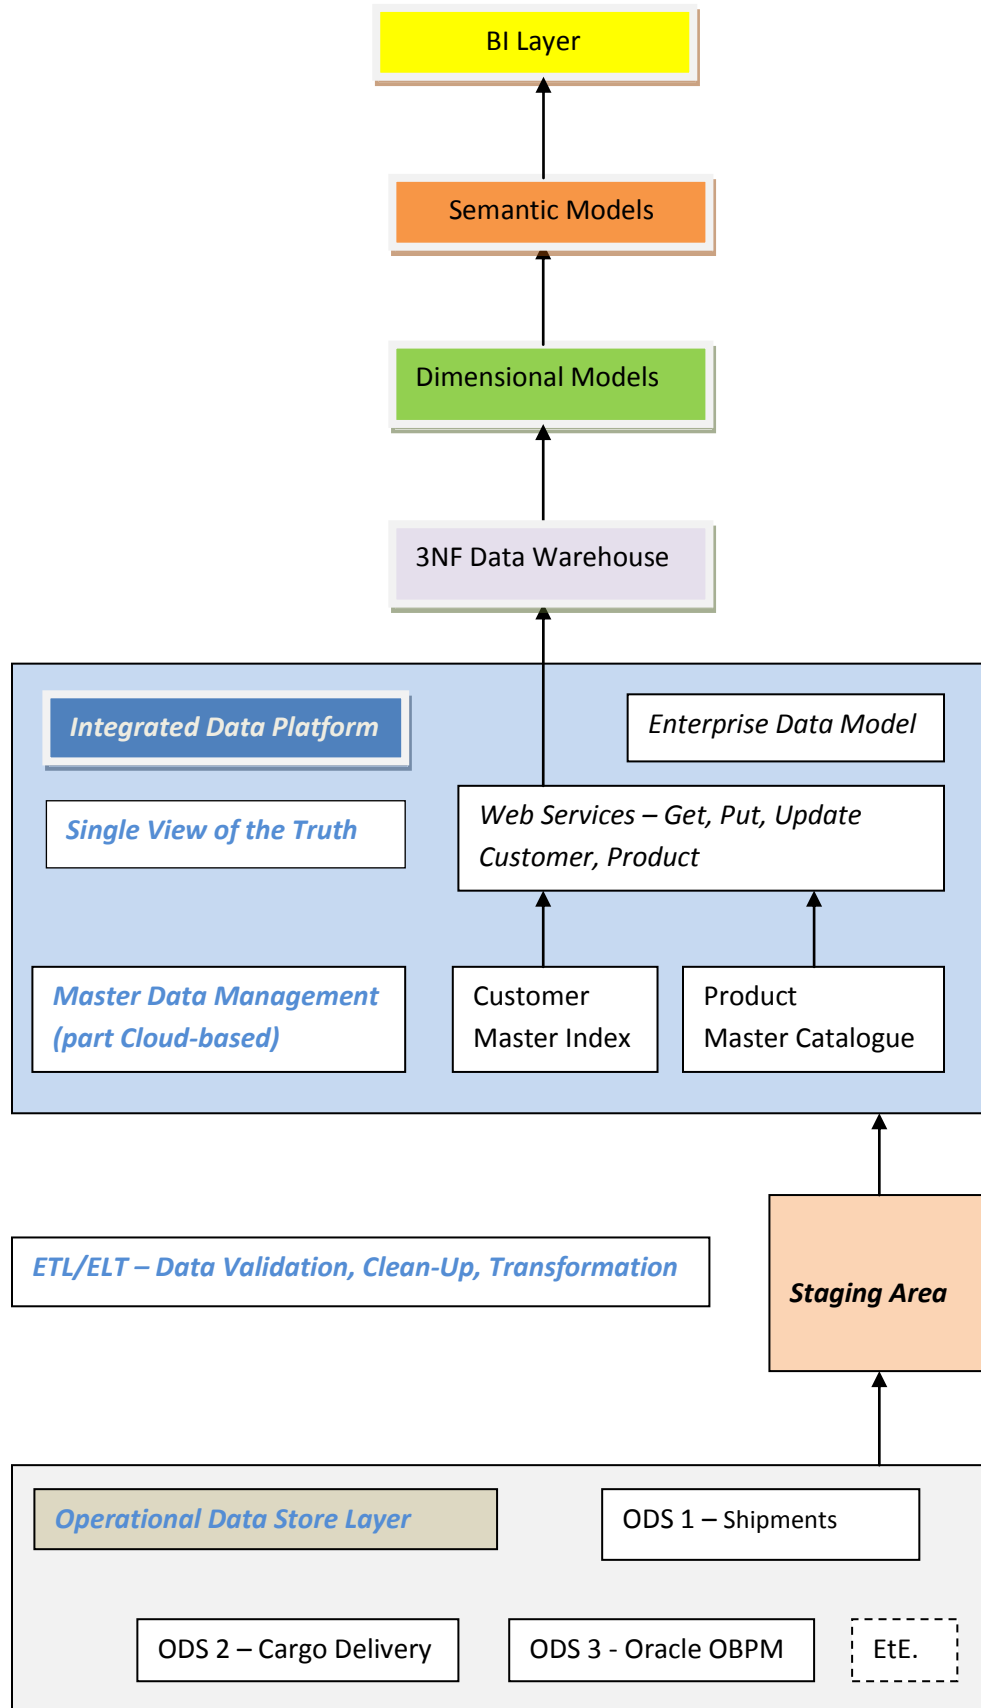 BI Layer
Semantic Models
Dimensional Models
3NF Data Warehouse
Integrated Data Platform
Enterprise Data Model
Single View of the Truth
Web Services – Get, Put, Update
Customer, Product
Master Data Management
(part Cloud-based)
Customer
Master Index
Product
Master Catalogue
ETL/ELT – Data Validation, Clean-Up, Transformation
Staging Area
Operational Data Store Layer
ODS 1 – Shipments
ODS 2 – Cargo Delivery
ODS 3 - Oracle OBPM
EtE.